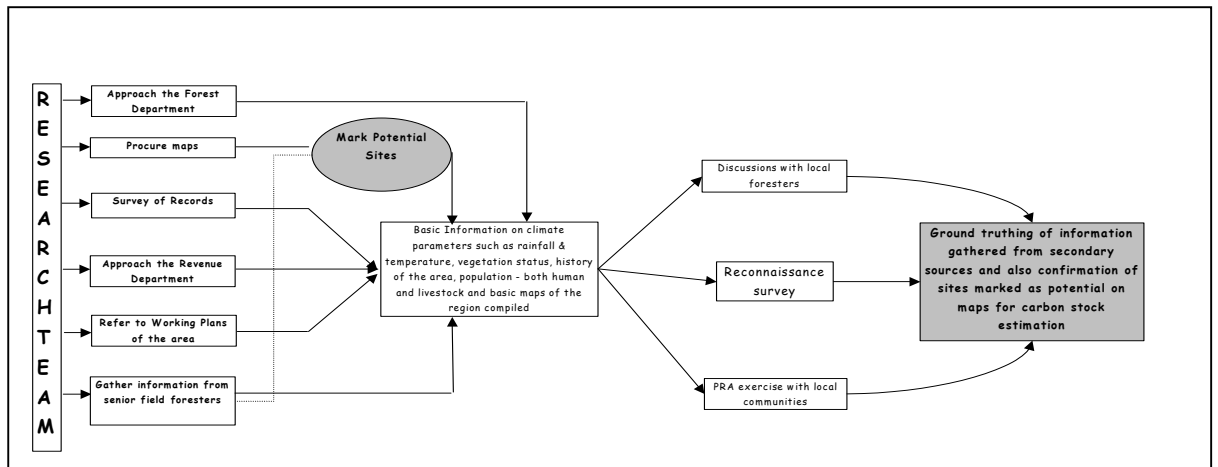 RESEARCH TEAM
Approach the Forest
Department
Procure maps
Survey of Records
Approach the Revenue
Department
Refer to Working Plans
of the area
Gather information from
senior field foresters
Mark Potential
Sites
Basic Information on climate
parameters such as rainfall &
temperature, vegetation status, history
of the area, population - both human
and livestock and basic maps of the
region compiled
Discussions with local
foresters
Reconnaissance
survey
PRA exercise with local
communities
Ground truthing of information
gathered from secondary
sources and also confirmation of
sites marked as potential on
maps for carbon stock
estimation